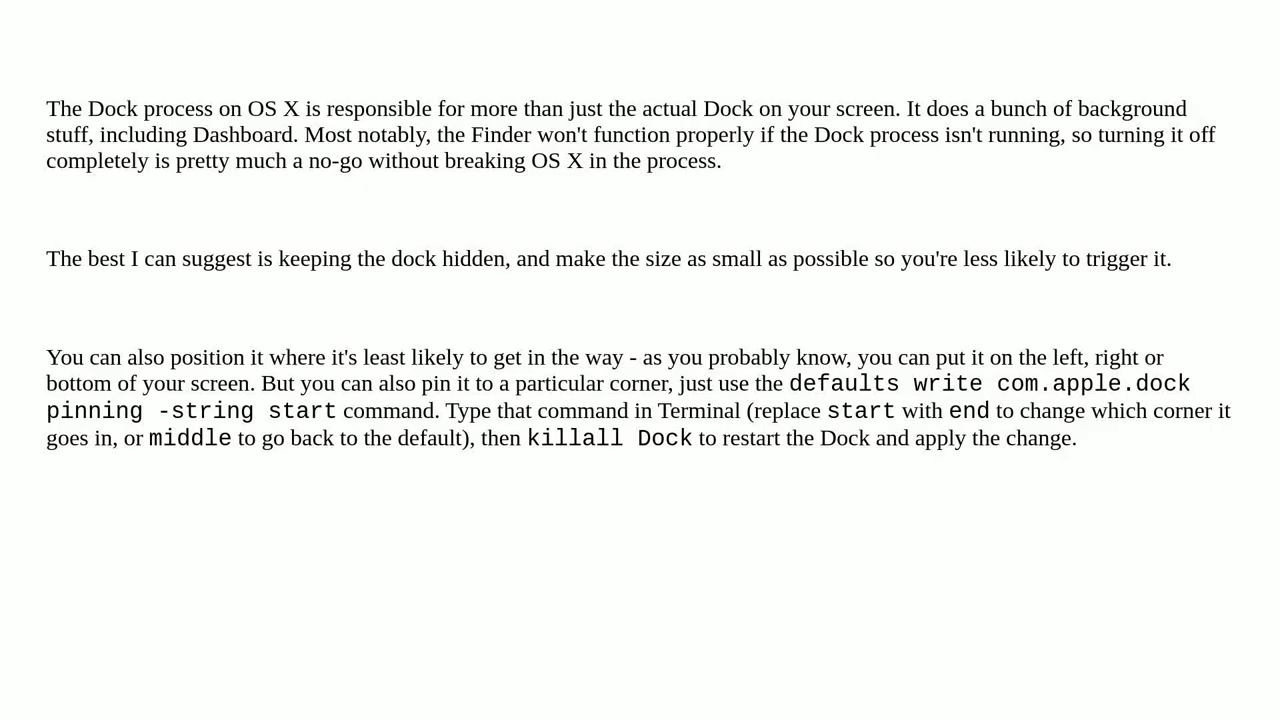 The Dock process on OS X is responsible for more than just the actual Dock on your screen. It does a bunch of background
stuff, including Dashboard. Most notably, the Finder won't function properly if the Dock process isn't running, so turning it off
completely is pretty much a no-go without breaking OS X in the process.
The best I can suggest is keeping the dock hidden, and make the size as small as possible so you're less likely to trigger it.
You can also position it where it's least likely to get in the way - as you probably know, you can put it on the left, right or
bottom of your screen. But you can also pin it to a particular corner, just use the defaults write com.apple.dock
pinning -string start command. Type that command in Terminal (replace start with end to change which corner it
goes in, or middle to go back to the default), then killall Dock to restart the Dock and apply the change.